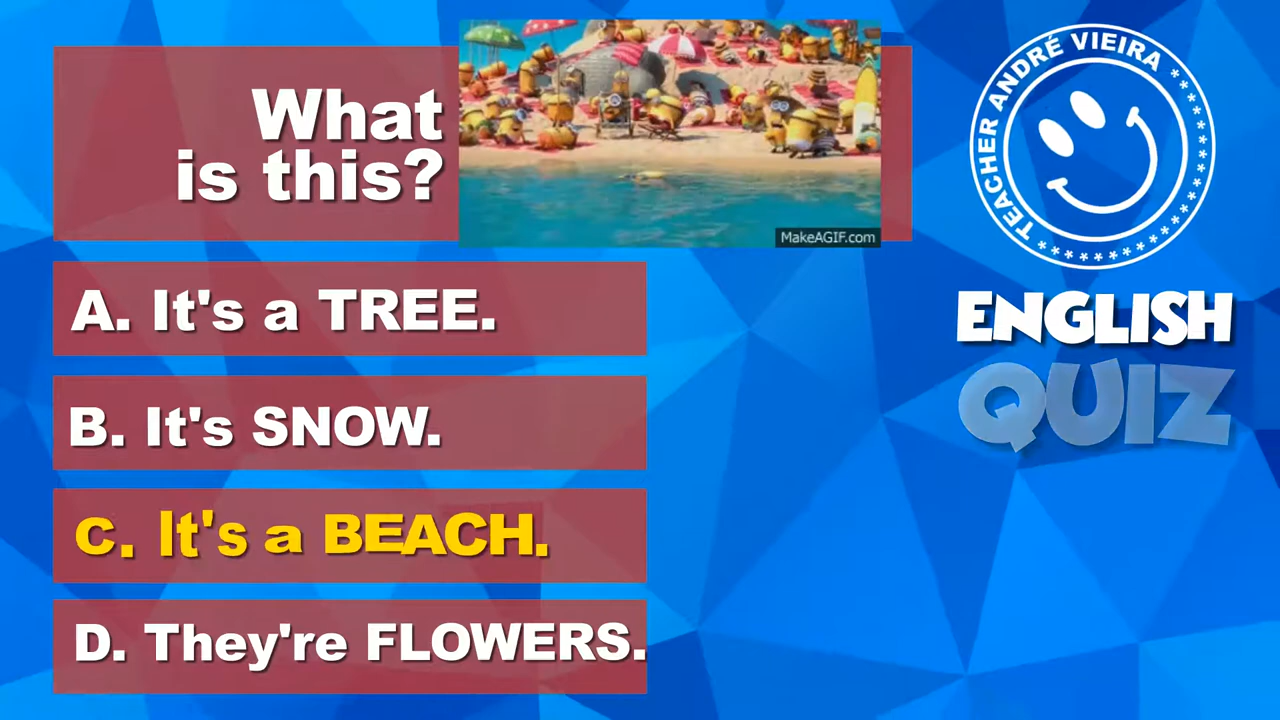 What
is this?
MakeAGIF.com
A. It's a TREE.
B. It's SNOW.
C. It's a BEACH.
D. They're FLOWERS.
TEACHER ANDRÉ VIEIRA
ENGLISH
QUIZ